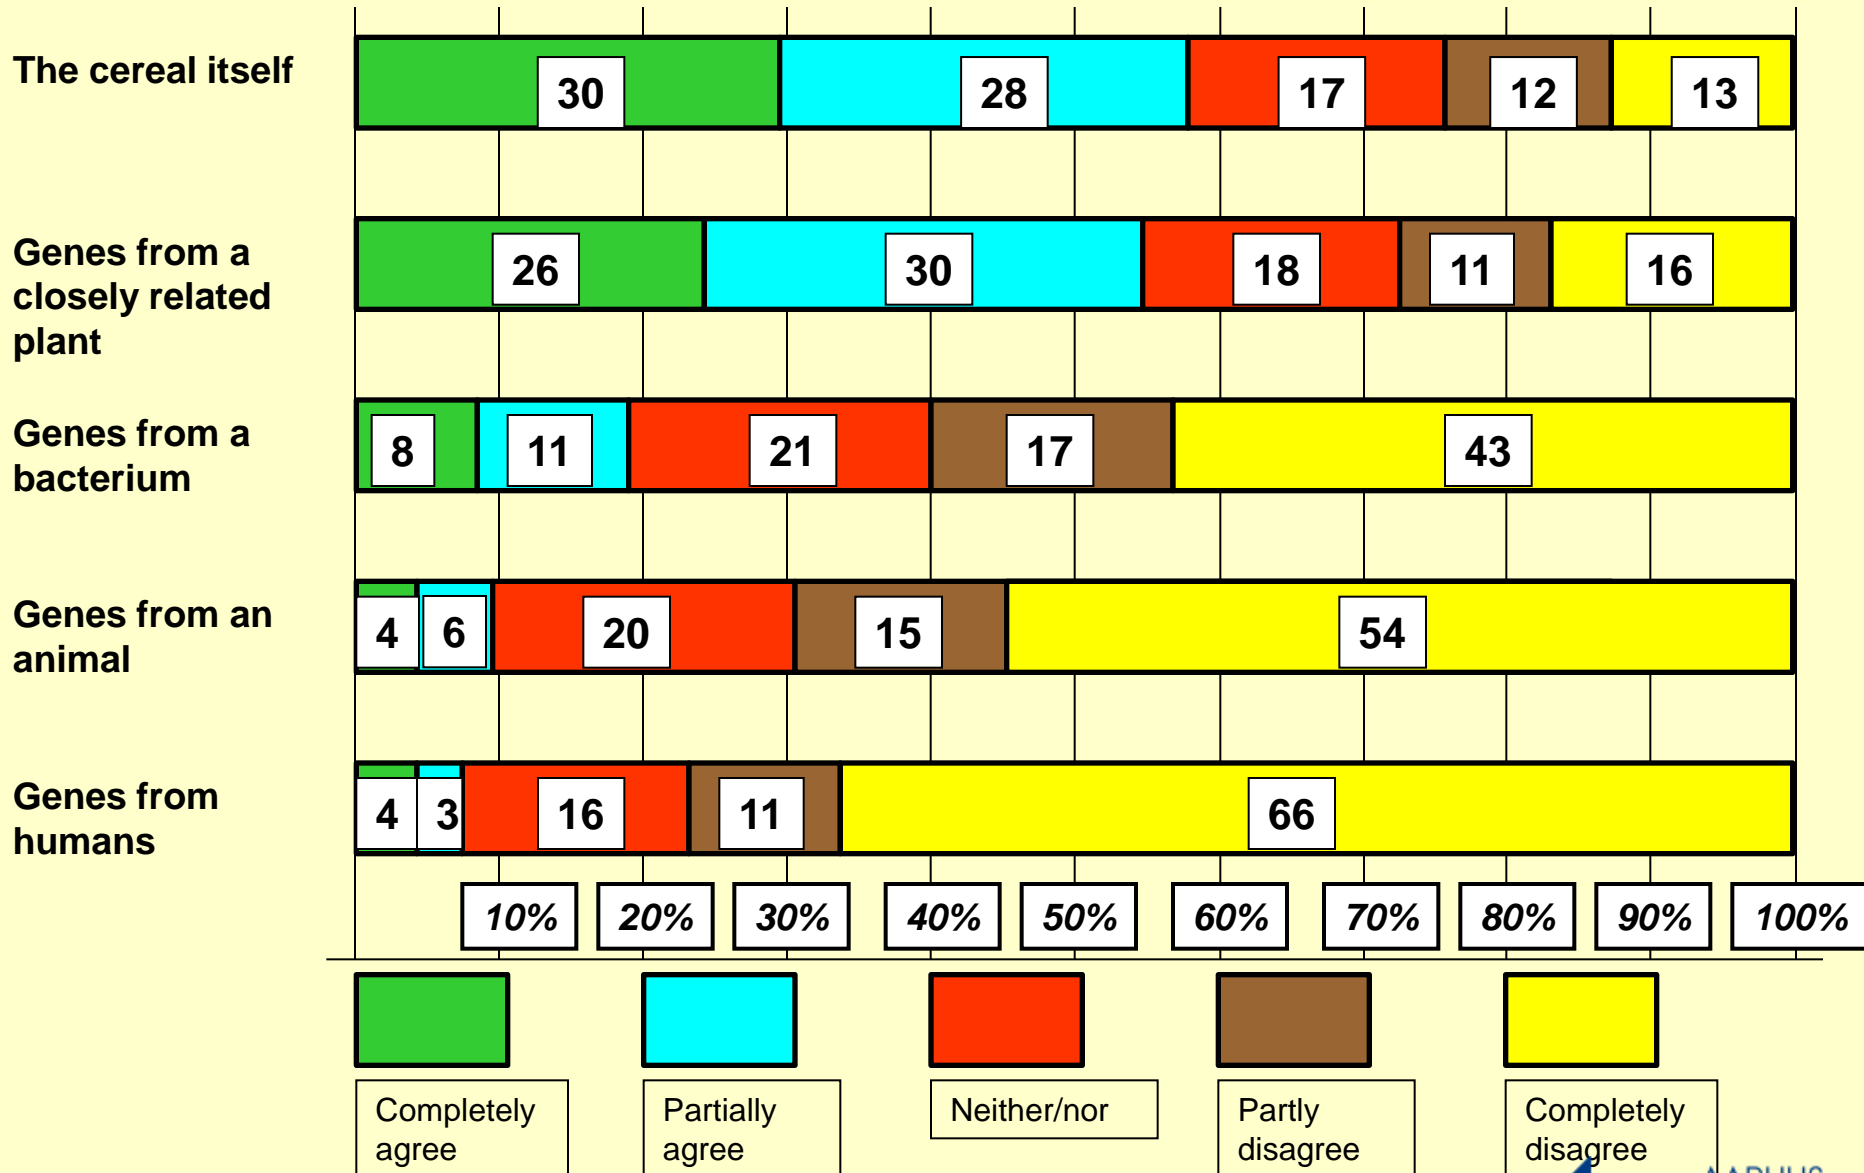 The cereal itself
30 28 17 12 13
Genes from a
closely related
plant
26 30 18 11 16
Genes from a
bacterium
8 11 21 17 43
Genes from an
animal
4 6 20 15 54
Genes from
humans
4 3 16 11 66
10% 20% 30% 40% 50% 60% 70% 80% 90% 100%
Completely
agree
Partially
agree
Neither/nor
Partly
disagree
Completely
disagree
AARHUS